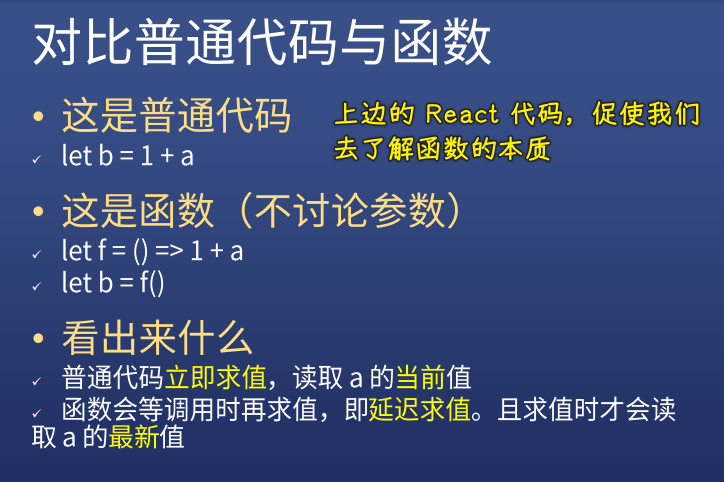 对比普通代码与函数
• 这是普通代码
✓ let b = 1 + a
上边的 React 代码，促使我们
去了解函数的本质
• 这是函数（不讨论参数）
✓ let f = () => 1 + a
✓ let b = f()
• 看出来什么
✓ 普通代码立即求值，读取 a 的当前值
✓ 函数会等调用时再求值，即延迟求值。且求值时才会读
取 a 的最新值